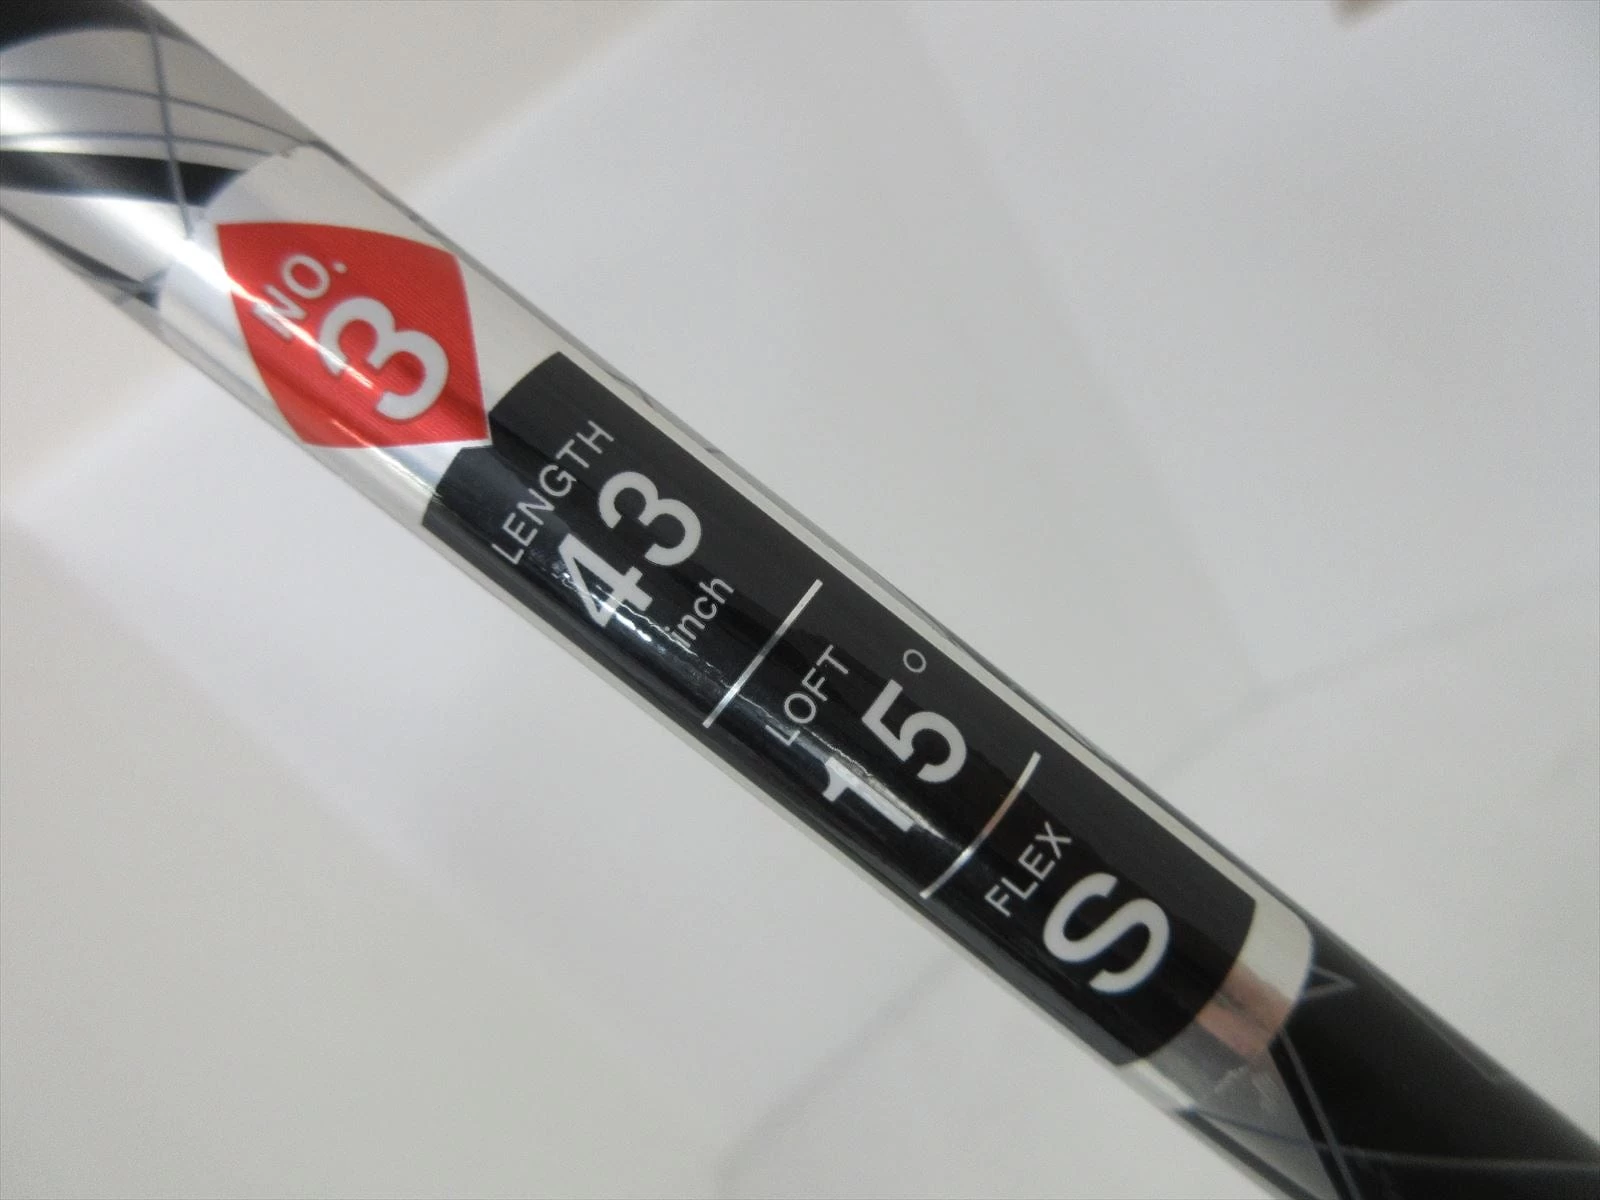 NO.
3
LENGTH
43
inch
LOFT
15°
FLEX
S